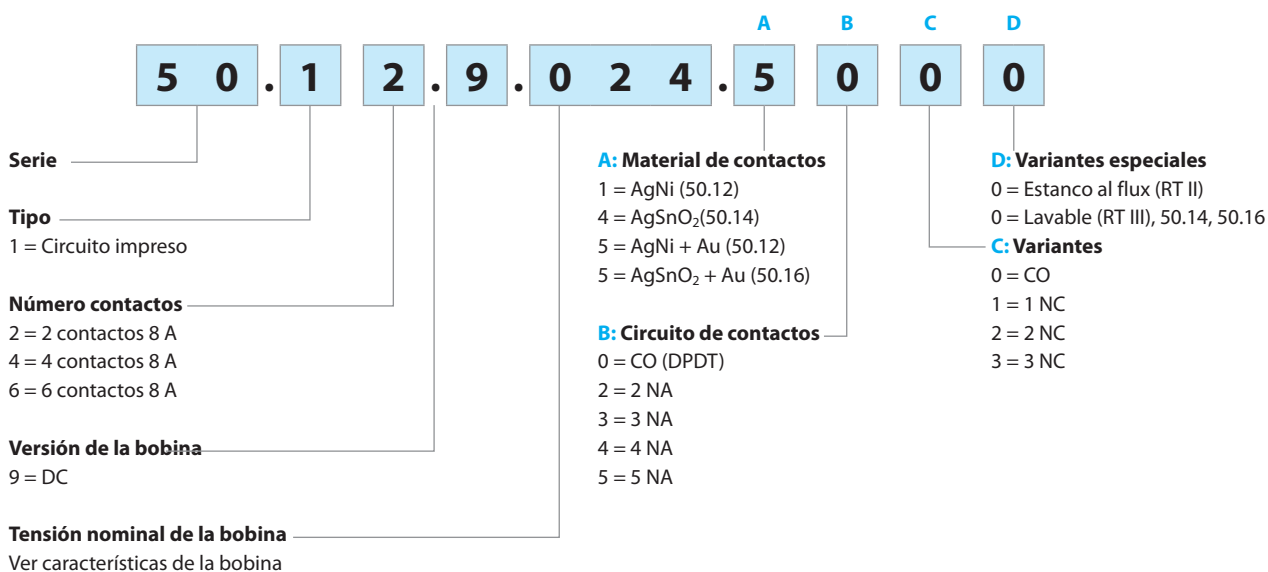 A B C D
5 0 . 1 2 . 9 . 0 2 4 . 5 0 0 0
Serie
Tipo
1 = Circuito impreso
Número contactos
2 = 2 contactos 8 A
4 = 4 contactos 8 A
6 = 6 contactos 8 A
Versión de la bobina
9 = DC
Tensión nominal de la bobina
Ver características de la bobina
A: Material de contactos
1 = AgNi (50.12)
4 = AgSnO₂(50.14)
5 = AgNi + Au (50.12)
5 = AgSnO₂ + Au (50.16)
B: Circuito de contactos
0 = CO (DPDT)
2 = 2 NA
3 = 3 NA
4 = 4 NA
5 = 5 NA
D: Variantes especiales
0 = Estanco al flux (RT II)
0 = Lavable (RT III), 50.14, 50.16
C: Variantes
0 = CO
1 = 1 NC
2 = 2 NC
3 = 3 NC